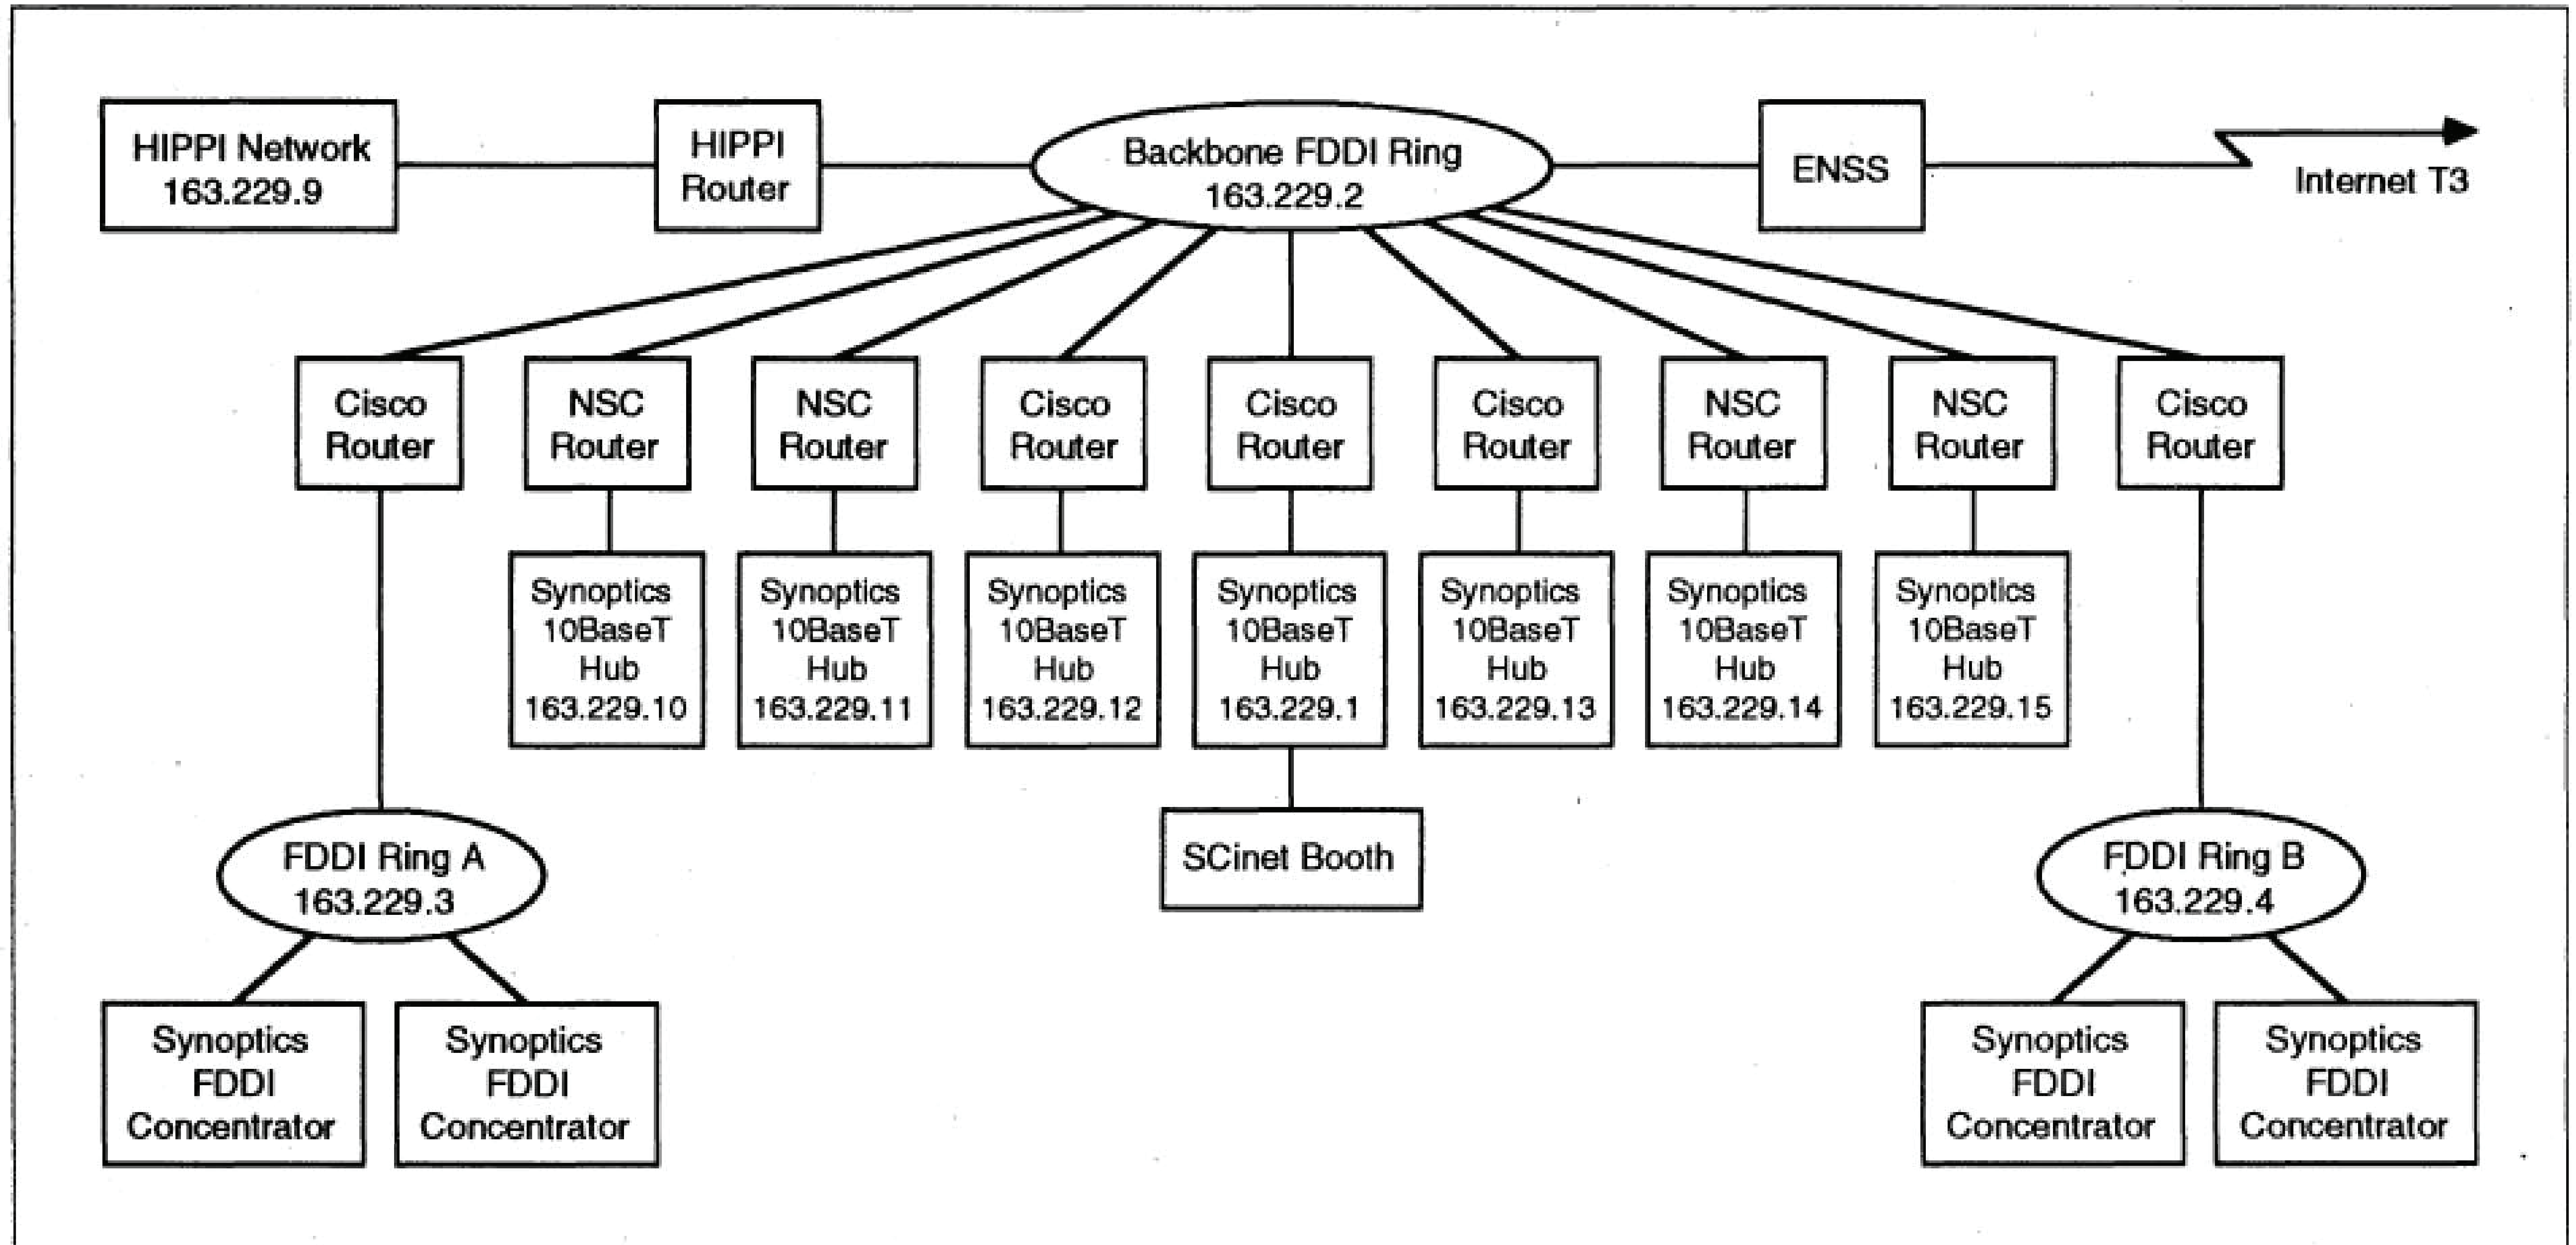 HIPPI Network
163.229.9
HIPPI
Router
Backbone FDDI Ring
163.229.2
ENSS
Internet T3
Cisco
Router
NSC
Router
NSC
Router
Cisco
Router
Cisco
Router
Cisco
Router
NSC
Router
NSC
Router
Cisco
Router
Synoptics
10BaseT
Hub
163.229.10
Synoptics
10BaseT
Hub
163.229.11
Synoptics
10BaseT
Hub
163.229.12
Synoptics
10BaseT
Hub
163.229.1
Synoptics
10BaseT
Hub
163.229.13
Synoptics
10BaseT
Hub
163.229.14
Synoptics
10BaseT
Hub
163.229.15
FDDI Ring A
163.229.3
SCinet Booth
FDDI Ring B
163.229.4
Synoptics
FDDI
Concentrator
Synoptics
FDDI
Concentrator
Synoptics
FDDI
Concentrator
Synoptics
FDDI
Concentrator